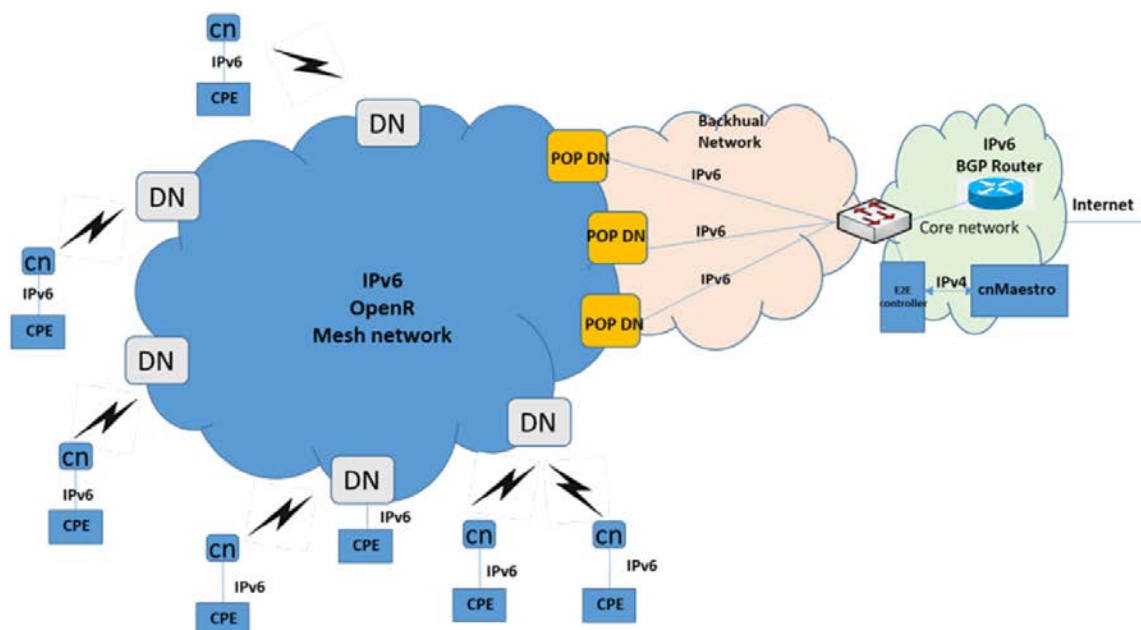 cn
IPv6
CPE
DN
DN
cn
IPv6
CPE
DN
cn
IPv6
CPE
cn
IPv6
CPE
DN
IPv6
CPE
DN
cn
IPv6
CPE
cn
IPv6
CPE
IPv6
OpenR
Mesh network
POP DN
POP DN
POP DN
Backhual
Network
IPv6
IPv6
IPv6
IPv6
BGP Router
Core network
Internet
E2E
controller
IPv4
cnMaestro